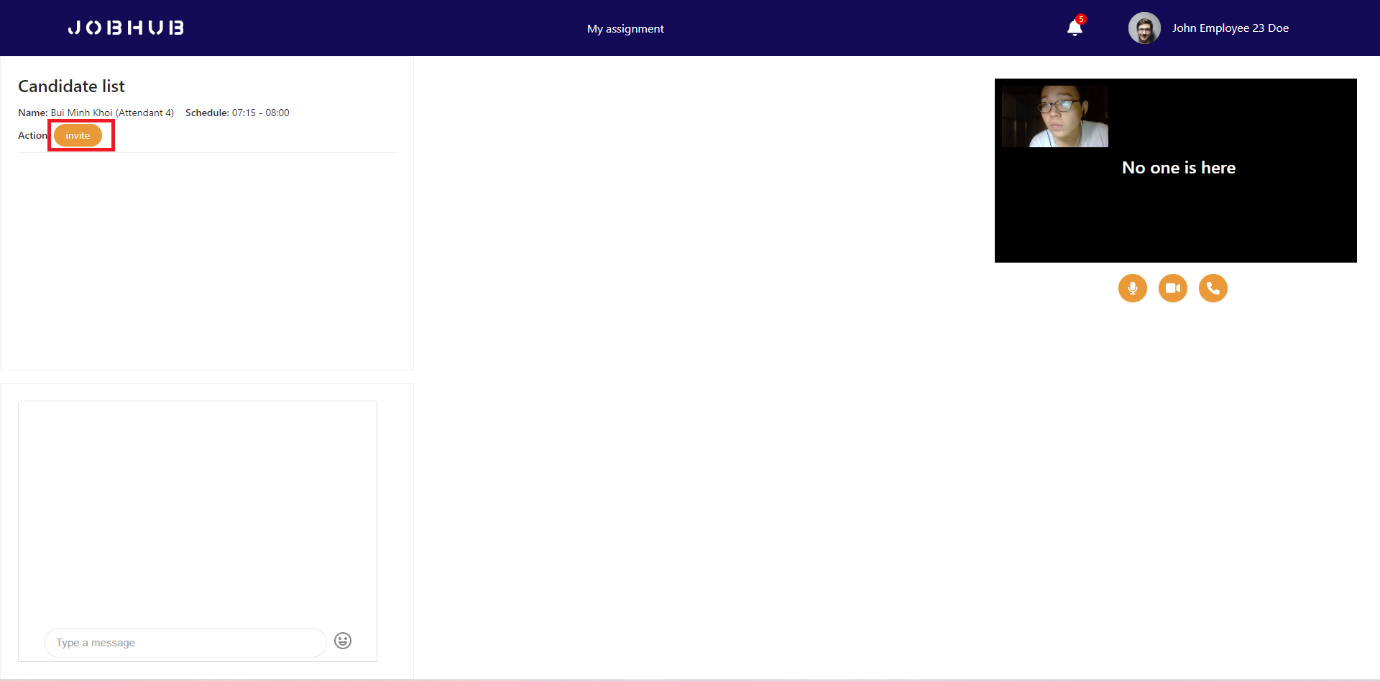 JOBHUB
My assignment
5
John Employee 23 Doe
Candidate list
Name: Bui Minh Khoi (Attendant 4) Schedule: 07:15 - 08:00
Action
invite
No one is here
Type a message